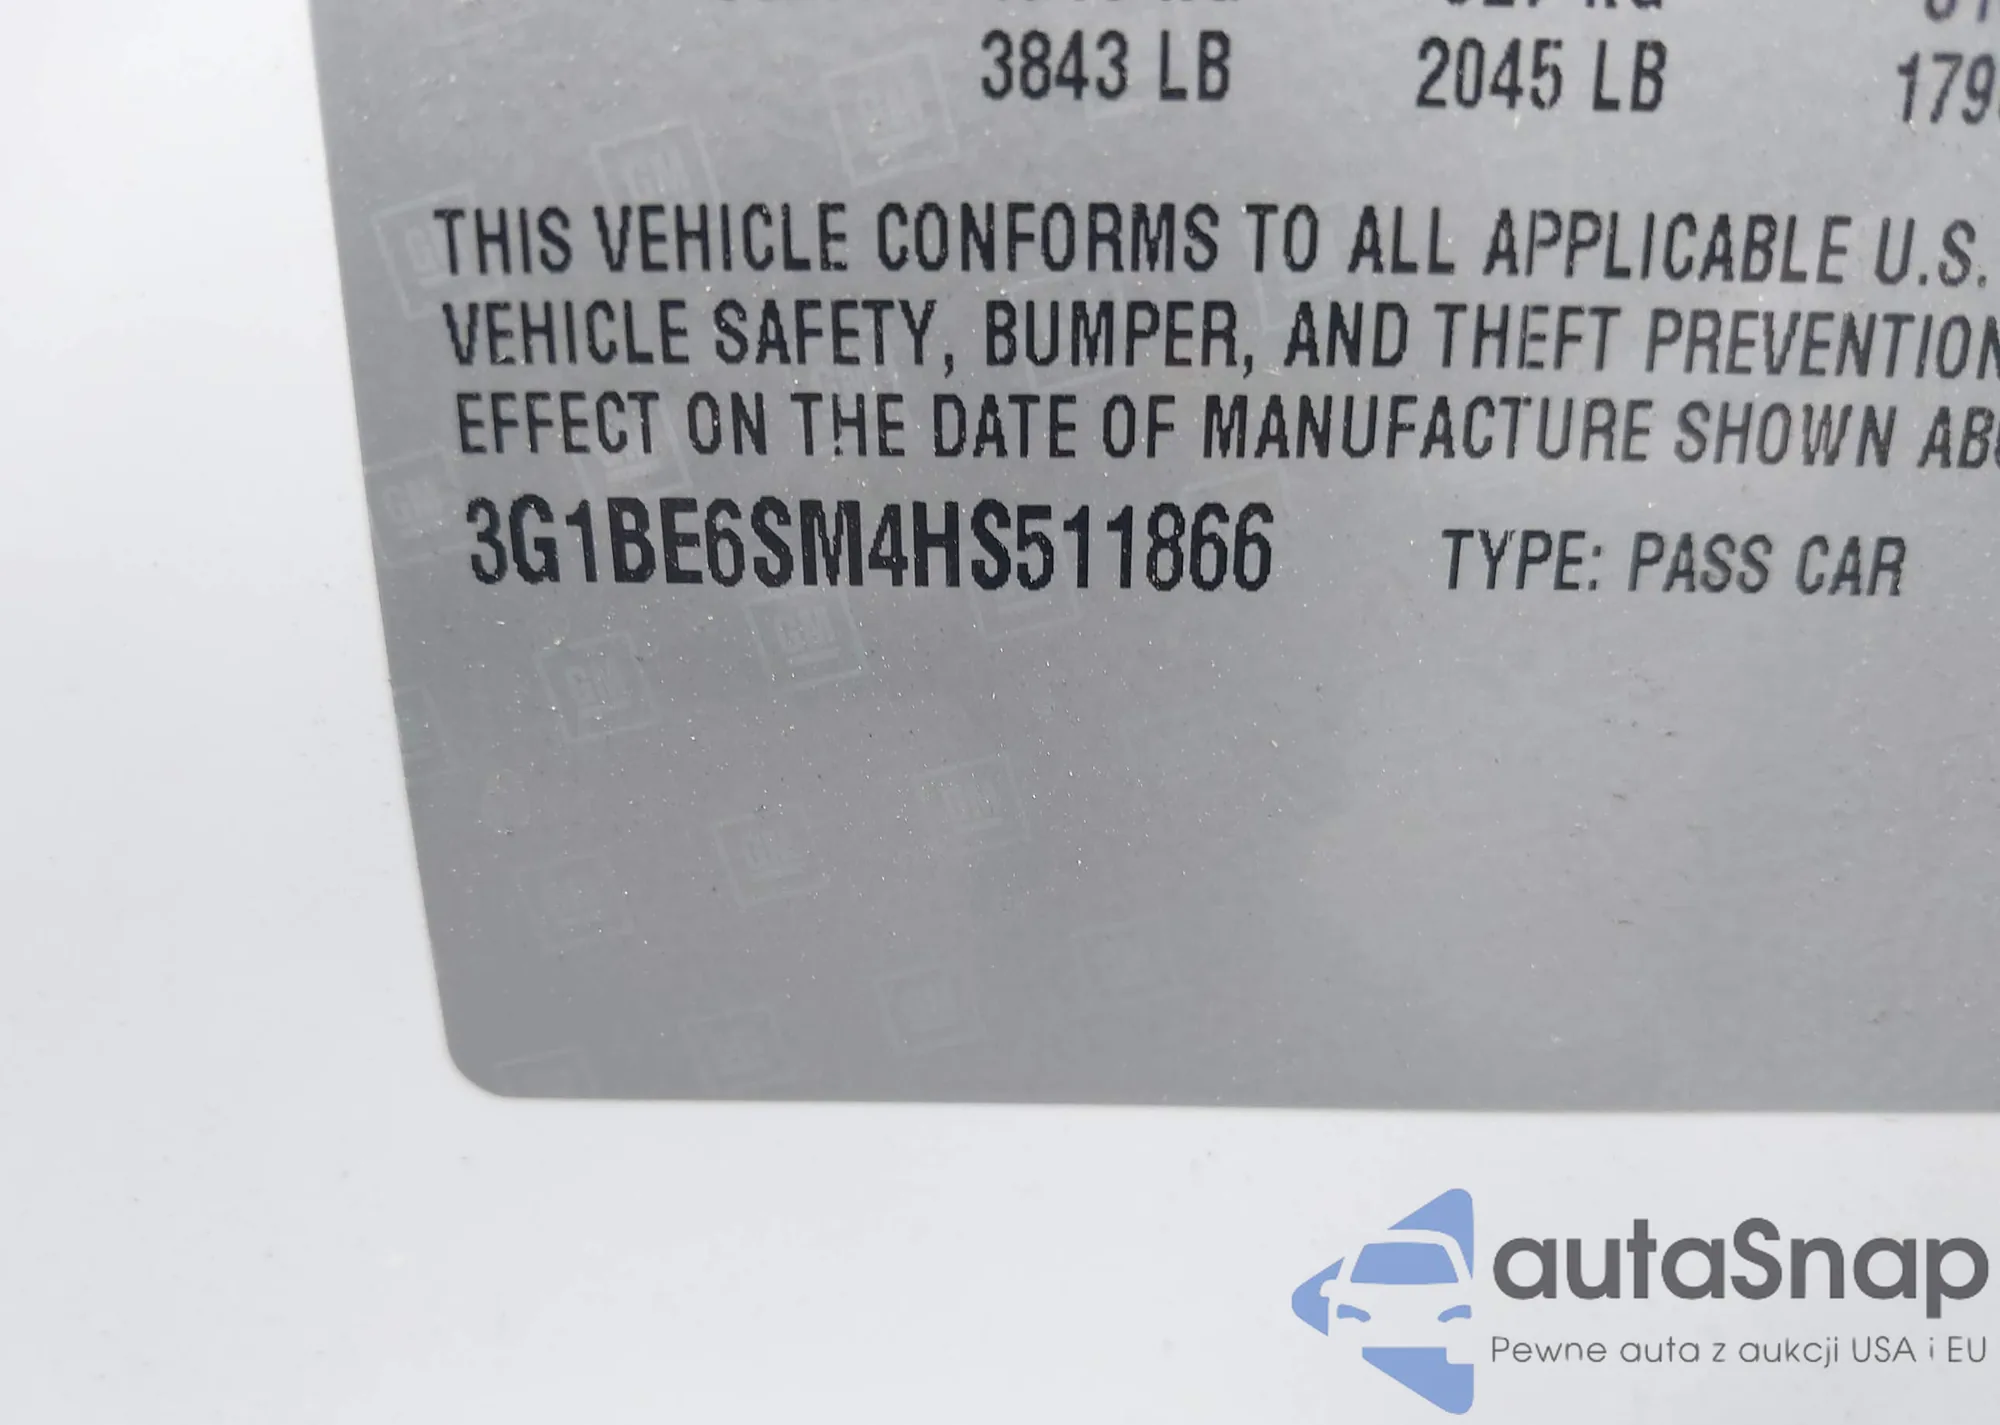 3843 LB 2045 LB
THIS VEHICLE CONFORMS TO ALL APPLICABLE U.S.
VEHICLE SAFETY, BUMPER, AND THEFT PREVENTION
EFFECT ON THE DATE OF MANUFACTURE SHOWN
3G1BE6SM4HS511866 TYPE: PASS CAR
GM
autaSnap
Pewne auta z aukcji USA i EU